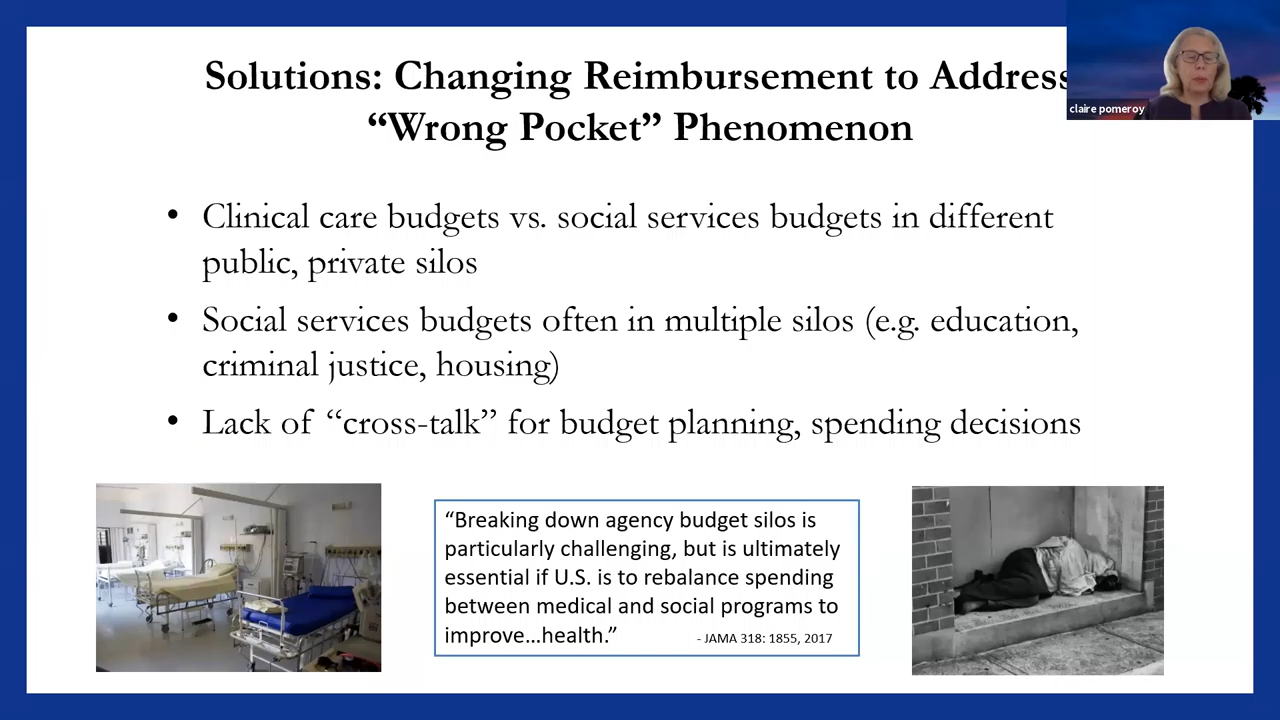 Solutions: Changing Reimbursement to Address
“Wrong Pocket” Phenomenon
claire pomeroy
• Clinical care budgets vs. social services budgets in different
public, private silos
• Social services budgets often in multiple silos (e.g. education,
criminal justice, housing)
• Lack of “cross-talk” for budget planning, spending decisions
“Breaking down agency budget silos is
particularly challenging, but is ultimately
essential if U.S. is to rebalance spending
between medical and social programs to
improve...health.” - JAMA 318: 1855, 2017